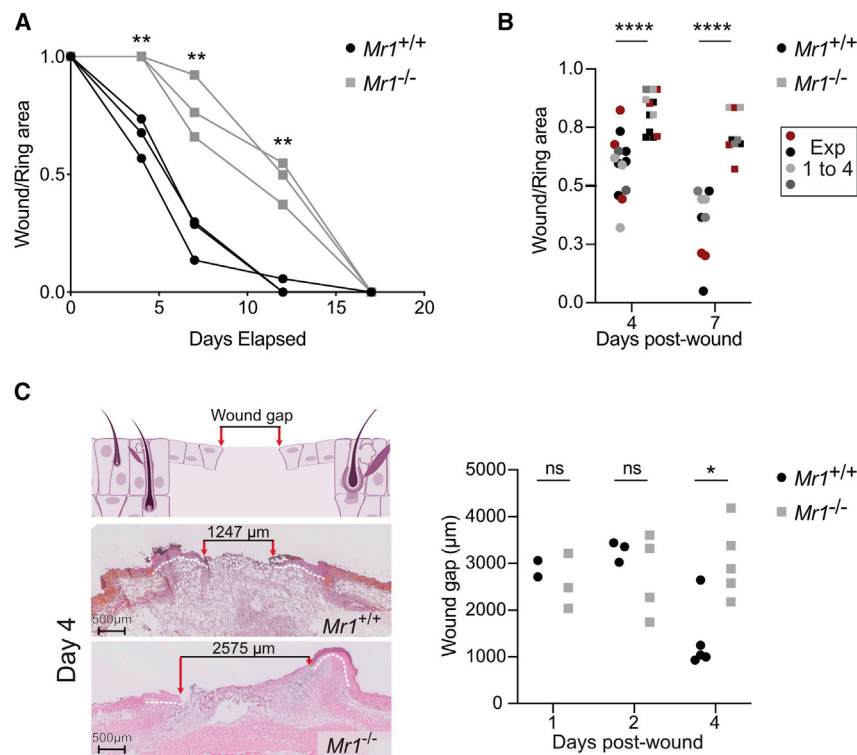 A
** ** **
Mr1+/+
Mr1-/-
1.0
0.5
0.0
0 5 10 15 20
Wound/Ring area
Days Elapsed
B
**** ****
Mr1+/+
Mr1-/-
Exp
1 to 4
1.0
0.8
0.5
0.3
0.0
4 7
Wound/Ring area
Days post-wound
C
Wound gap
Day 4
1247 µm
500µm
Mr1+/+
2575 µm
500µm
Mr1-/-
ns ns *
Mr1+/+
Mr1-/-
5000
4000
3000
2000
1000
0
1 2 4
Wound gap (µm)
Days post-wound